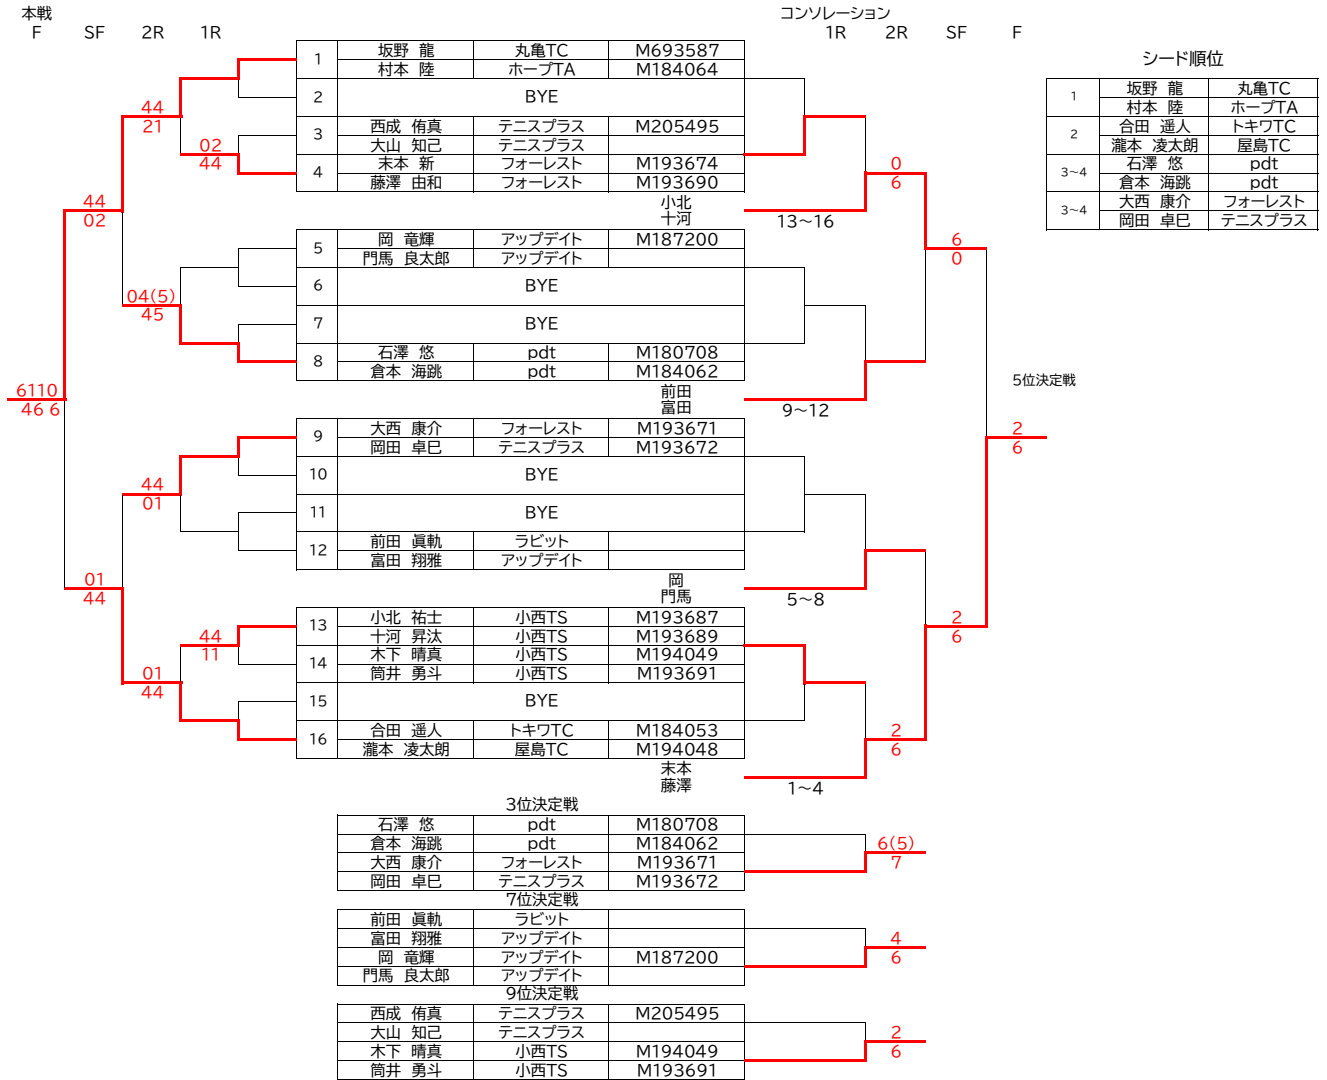 本戦 コンソレーション
F SF 2R 1R 1R 2R SF F
シード順位
1 坂野 龍 丸亀TC M693587
村本 陸 ホープTA M184064
2 BYE
3 西成 侑真 テニスプラス M205495
大山 知己 テニスプラス
4 末本 新 フォーレスト M193674
藤澤 由和 フォーレスト M193690
小北
十河
13～16
5 岡 竜輝 アップデイト M187200
門馬 良太郎 アップデイト
6 BYE
7 BYE
8 石澤 悠 pdt M180708
倉本 海跳 pdt M184062
前田
富田
9～12
9 大西 康介 フォーレスト M193671
岡田 卓巳 テニスプラス M193672
10 BYE
11 BYE
12 前田 眞軌 ラビット
富田 翔雅 アップデイト
岡
門馬
5～8
13 小北 祐士 小西TS M193687
十河 昇汰 小西TS M193689
14 木下 晴真 小西TS M194049
筒井 勇斗 小西TS M193691
15 BYE
16 合田 遥人 トキワTC M184053
瀧本 凌太朗 屋島TC M194048
末本
藤澤
1～4
1 坂野 龍 丸亀TC
村本 陸 ホープTA
2 合田 遥人 トキワTC
瀧本 凌太朗 屋島TC
3～4 石澤 悠 pdt
倉本 海跳 pdt
3～4 大西 康介 フォーレスト
岡田 卓巳 テニスプラス
02
44
44
11
44
21
04(5)
45
44
01
01
44
44
02
01
44
6110
46 6
0
6
2
6
6
0
2
6
5位決定戦
2
6
3位決定戦
石澤 悠 pdt M180708
倉本 海跳 pdt M184062
大西 康介 フォーレスト M193671
岡田 卓巳 テニスプラス M193672
6(5)
7
7位決定戦
前田 眞軌 ラビット
富田 翔雅 アップデイト
岡 竜輝 アップデイト M187200
門馬 良太郎 アップデイト
4
6
9位決定戦
西成 侑真 テニスプラス M205495
大山 知己 テニスプラス
木下 晴真 小西TS M194049
筒井 勇斗 小西TS M193691
2
6